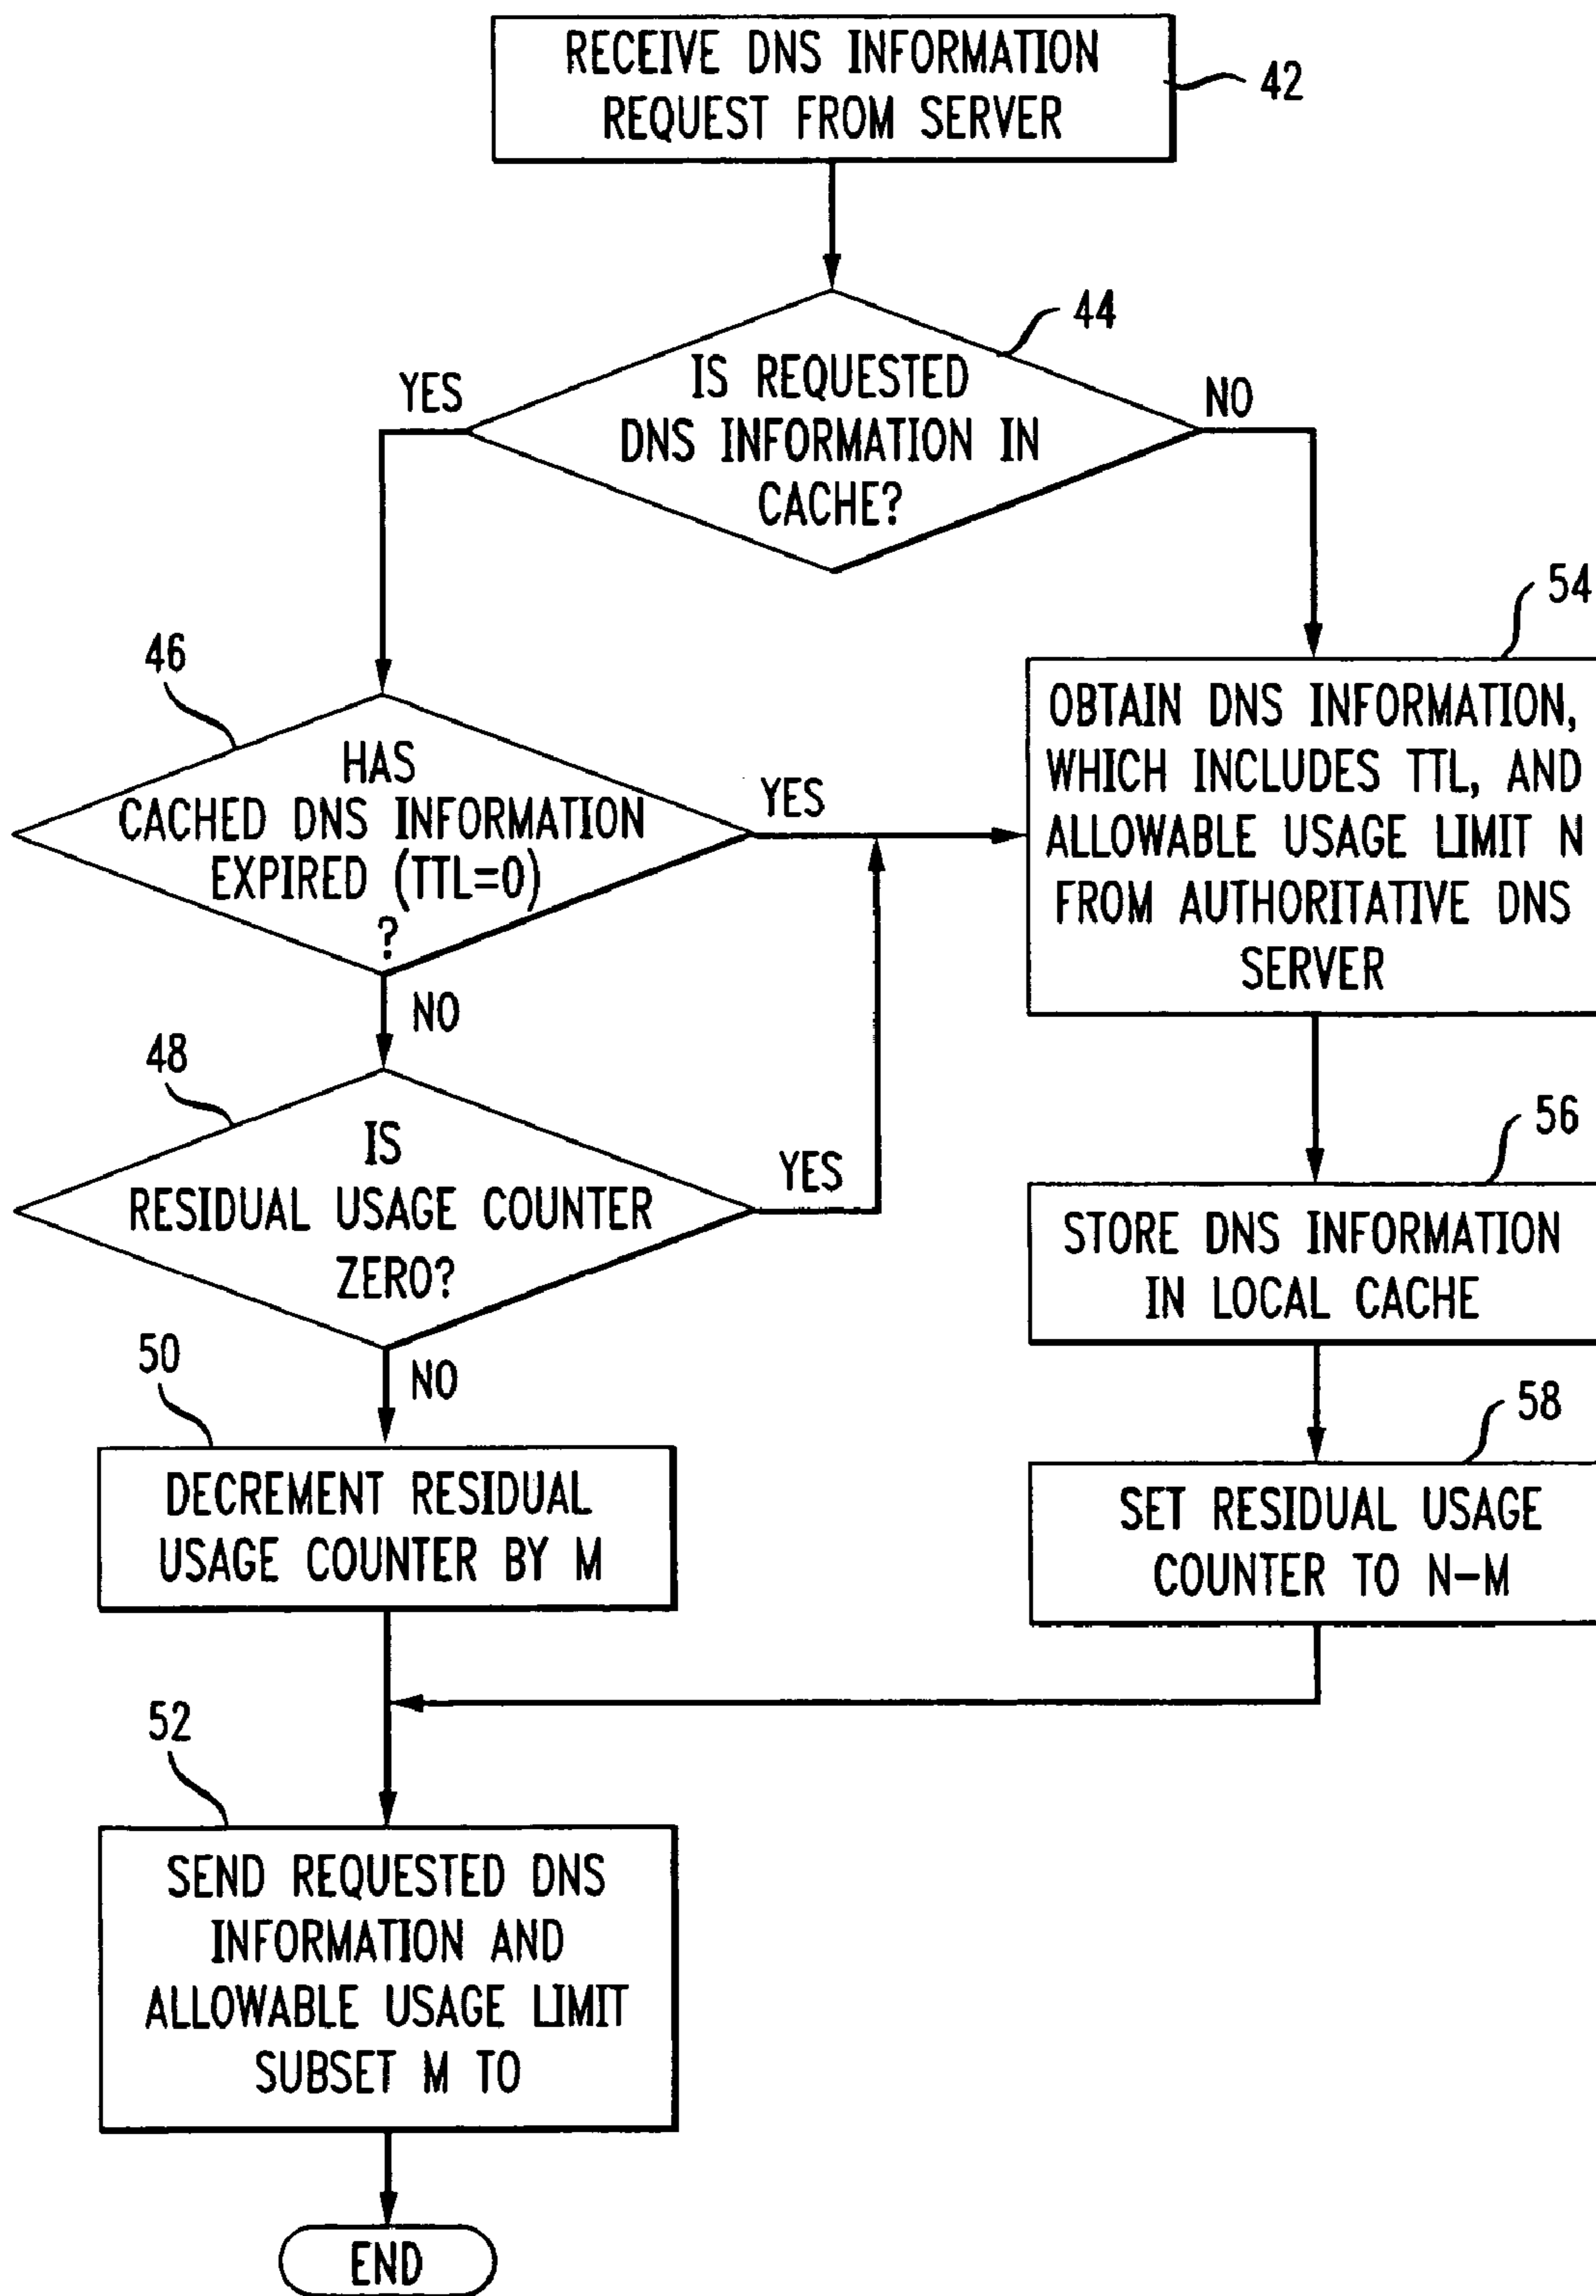 RECEIVE DNS INFORMATION
REQUEST FROM SERVER
42
44
IS REQUESTED
DNS INFORMATION IN
CACHE?
YES
NO
46
HAS
CACHED DNS INFORMATION
EXPIRED (TTL=0)
?
YES
NO
54
OBTAIN DNS INFORMATION,
WHICH INCLUDES TTL, AND
ALLOWABLE USAGE LIMIT N
FROM AUTHORITATIVE DNS
SERVER
48
IS
RESIDUAL USAGE COUNTER
ZERO?
YES
NO
56
STORE DNS INFORMATION
IN LOCAL CACHE
50
DECREMENT RESIDUAL
USAGE COUNTER BY M
58
SET RESIDUAL USAGE
COUNTER TO N-M
52
SEND REQUESTED DNS
INFORMATION AND
ALLOWABLE USAGE LIMIT
SUBSET M TO
END